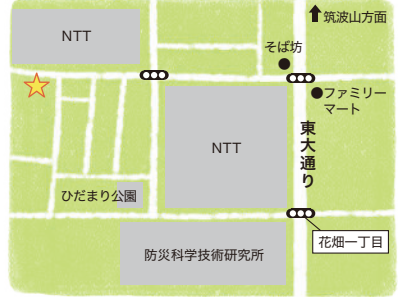 筑波山方面
NTT
そば坊
ファミリー
マート
NTT
東大通り
ひだまり公園
花畑一丁目
防災科学技術研究所